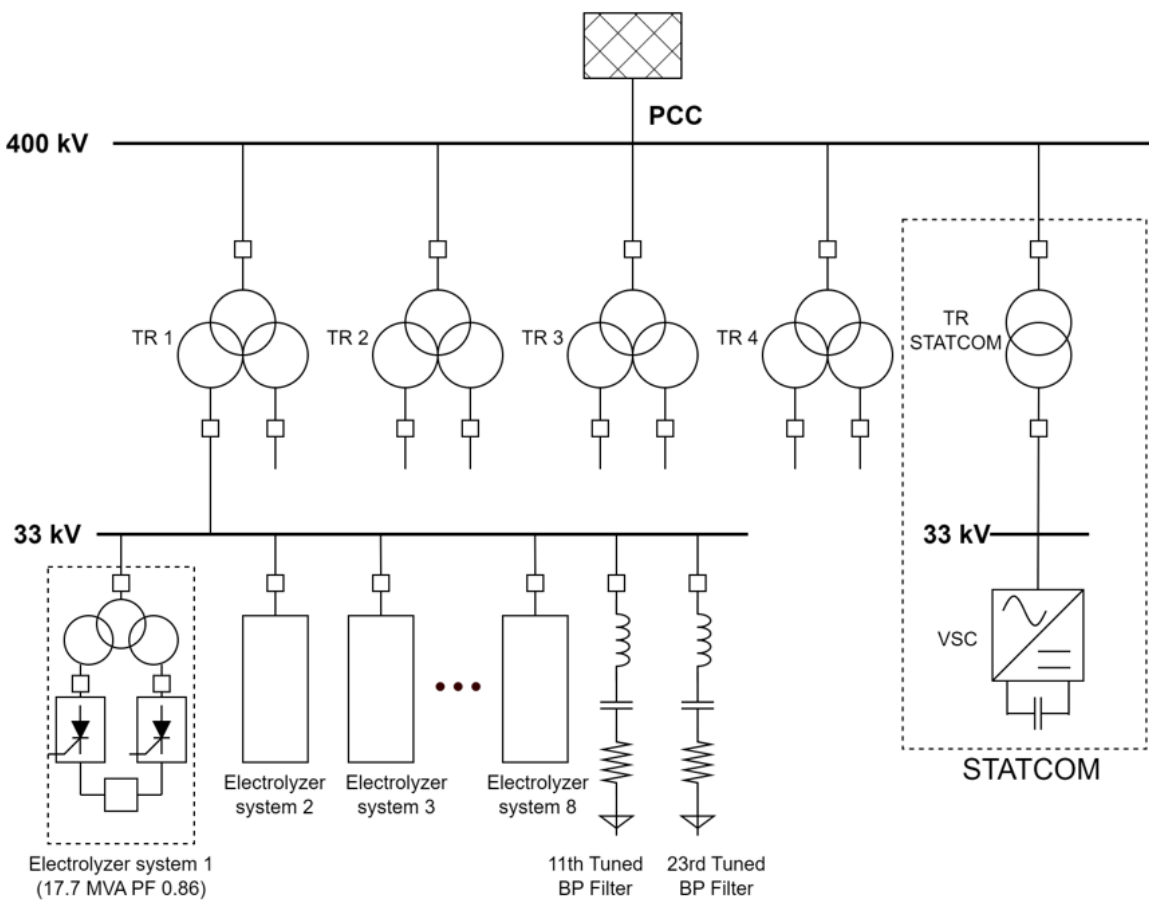 PCC
400 kV
TR 1
TR 2
TR 3
TR 4
TR
STATCOM
33 kV
33 kV
VSC
STATCOM
Electrolyzer
system 2
Electrolyzer
system 3
Electrolyzer
system 8
Electrolyzer system 1
(17.7 MVA PF 0.86)
11th Tuned
BP Filter
23rd Tuned
BP Filter